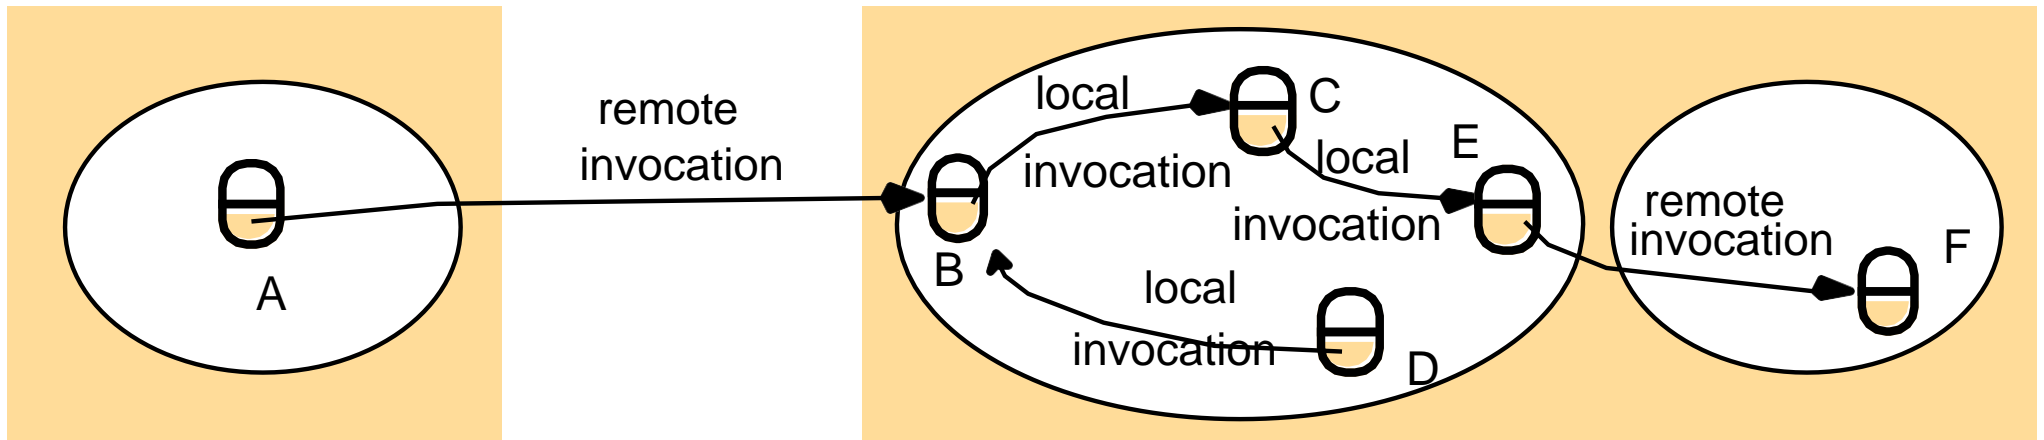 remote
invocation
A
B
local
invocation
C
local
invocation
E
local
invocation
D
remote
invocation
F